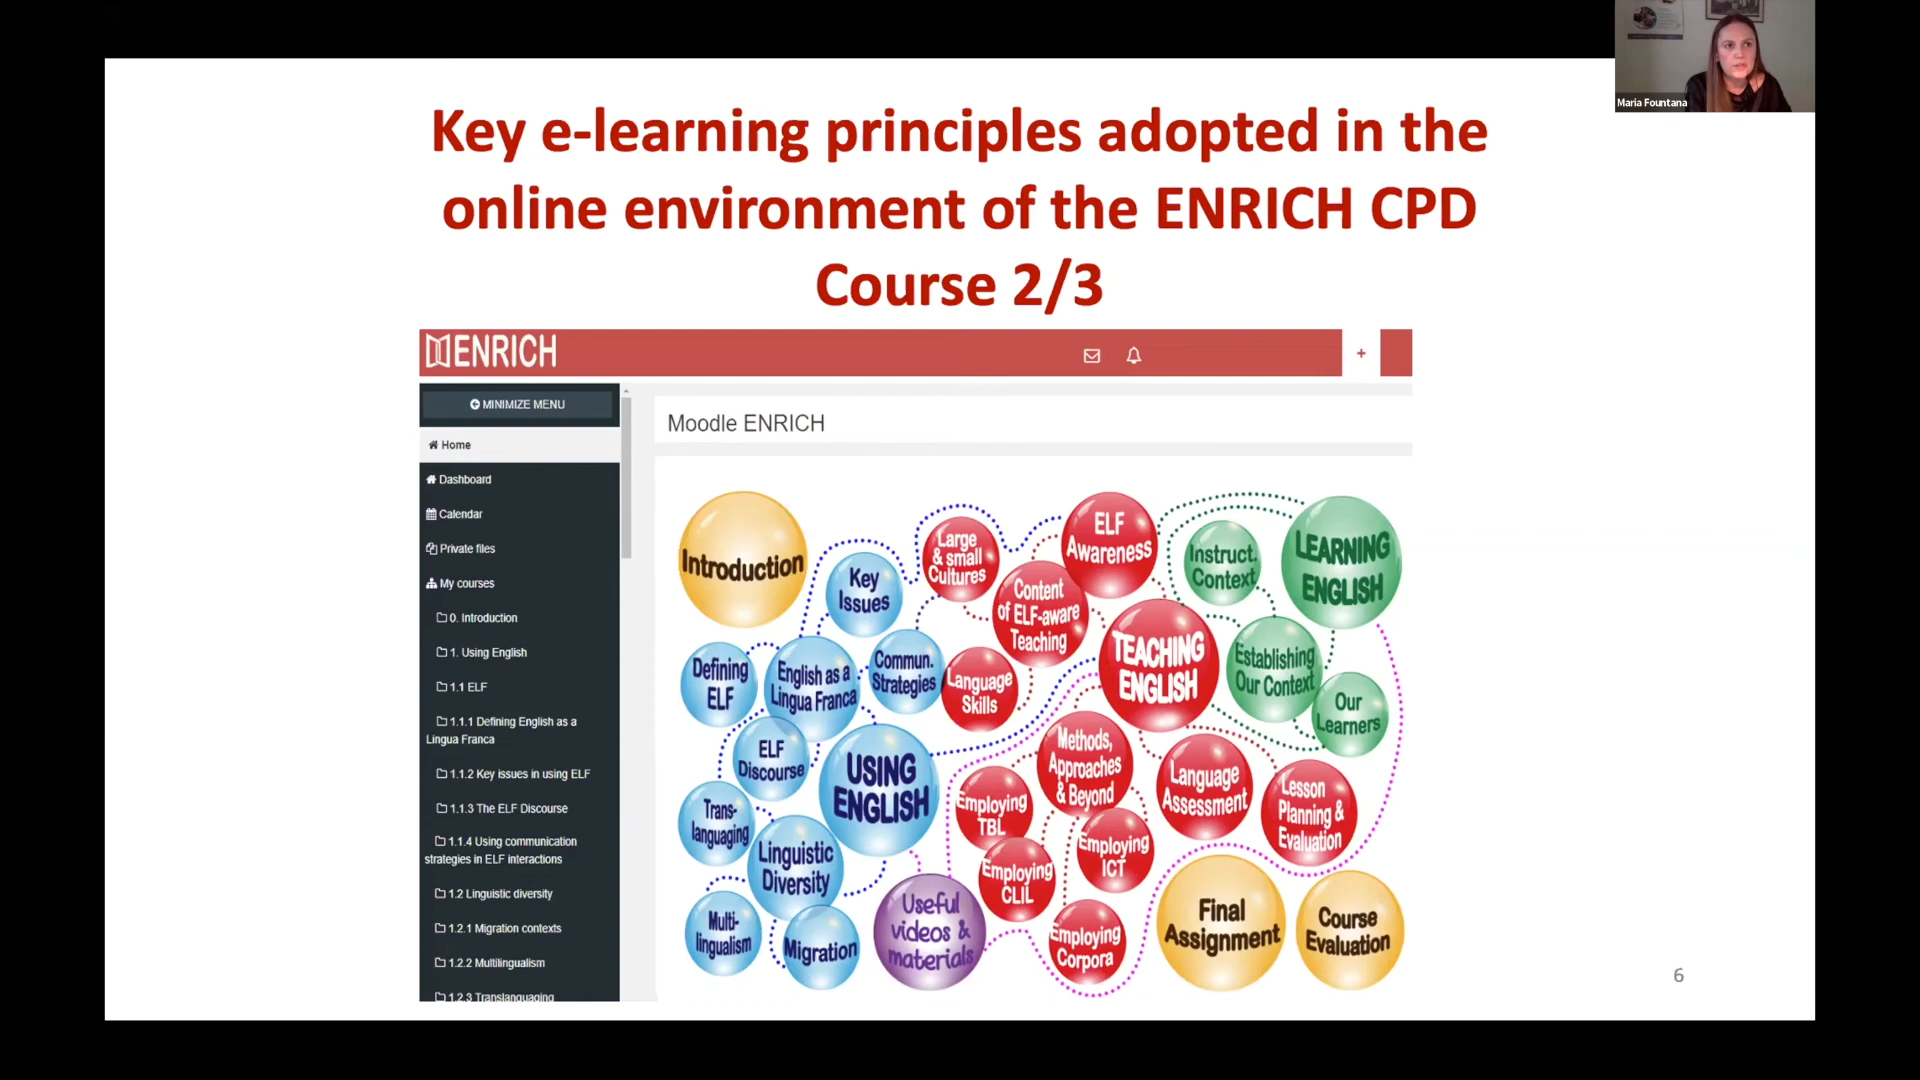 Maria Fountana
Key e-learning principles adopted in the
online environment of the ENRICH CPD
Course 2/3
ENRICH
+
MINIMIZE MENU
Home
Dashboard
Calendar
Private files
My courses
0. Introduction
1. Using English
1.1 ELF
1.1.1 Defining English as a
Lingua Franca
1.1.2 Key issues in using ELF
1.1.3 The ELF Discourse
1.1.4 Using communication
strategies in ELF interactions
1.2 Linguistic diversity
1.2.1 Migration contexts
1.2.2 Multilingualism
1.2.3 Translanguaging
Moodle ENRICH
Introduction
Key
Issues
Large
& small
Cultures
ELF
Awareness
Content
of ELF-aware
Teaching
Instruct.
Context
LEARNING
ENGLISH
Defining
ELF
English as a
Lingua Franca
Commun.
Strategies
Language
Skills
TEACHING
ENGLISH
Establishing
Our Context
Our
Learners
ELF
Discourse
USING
ENGLISH
Methods,
Approaches
& Beyond
Language
Assessment
Lesson
Planning &
Evaluation
Trans-
languaging
Linguistic
Diversity
Employing
TBL
Employing
ICT
Employing
CLIL
Multi-
lingualism
Migration
Useful
videos &
materials
Employing
Corpora
Final
Assignment
Course
Evaluation
6